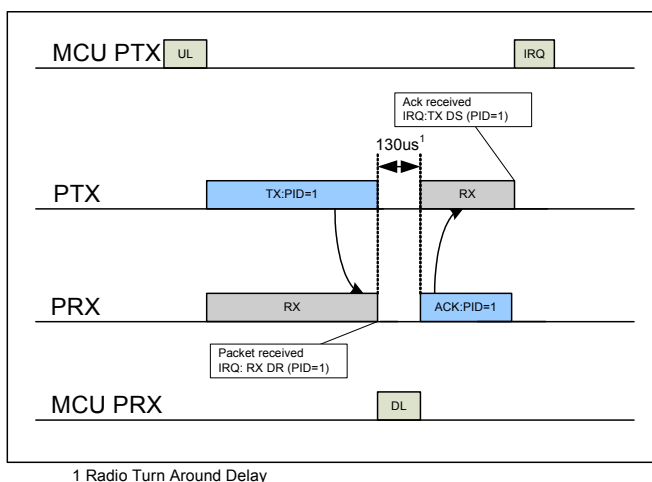 MCU PTX
UL
IRQ
Ack received
IRQ:TX DS (PID=1)
130us1
PTX
TX:PID=1
RX
PRX
RX
ACK:PID=1
Packet received
IRQ: RX DR (PID=1)
MCU PRX
DL
1 Radio Turn Around Delay